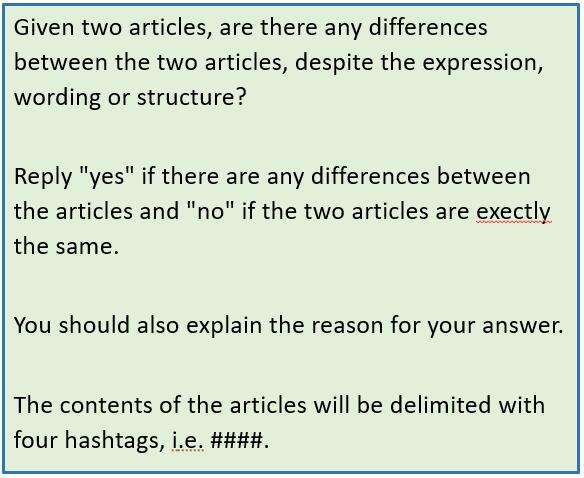 Given two articles, are there any differences
between the two articles, despite the expression,
wording or structure?
Reply "yes" if there are any differences between
the articles and "no" if the two articles are exectly
the same.
You should also explain the reason for your answer.
The contents of the articles will be delimited with
four hashtags, i.e. ####.